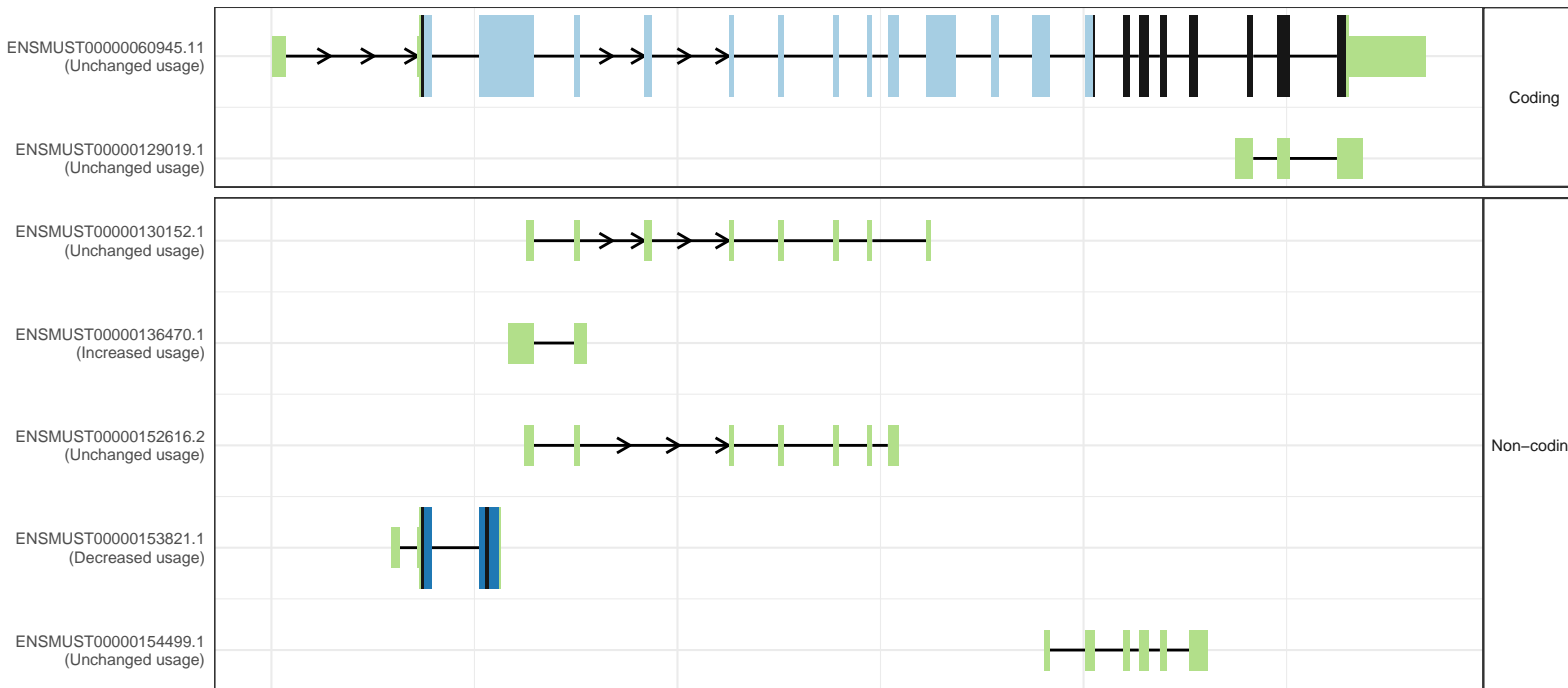 ENSMUST00000060945.11
(Unchanged usage)
ENSMUST00000129019.1
(Unchanged usage)
Coding
ENSMUST00000130152.1
(Unchanged usage)
ENSMUST00000136470.1
(Increased usage)
ENSMUST00000152616.2
(Unchanged usage)
ENSMUST00000153821.1
(Decreased usage)
ENSMUST00000154499.1
(Unchanged usage)
Non−codin